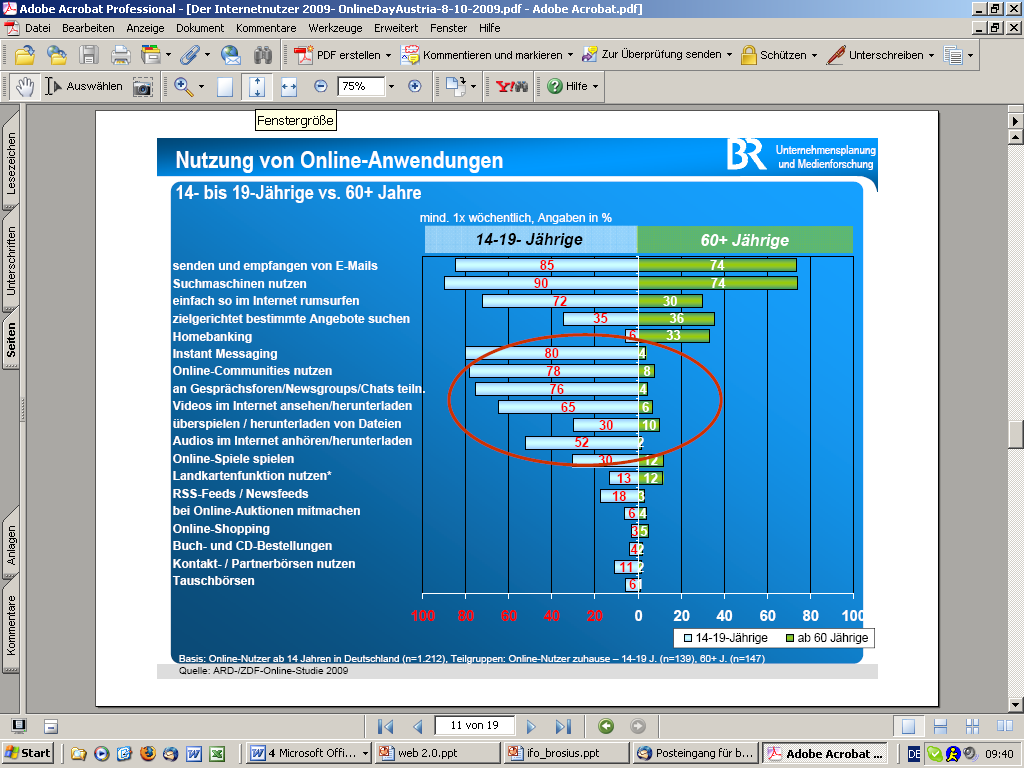 Adobe Acrobat Professional - [Der Internetnutzer 2009- OnlineDayAustria-8-10-2009.pdf - Adobe Acrobat.pdf]
Datei Bearbeiten Anzeige Dokument Kommentare Werkzeuge Erweitert Fenster Hilfe
PDF erstellen Kommentieren und markieren Zur Überprüfung senden Schützen Unterschreiben
Auswählen 75% Y! Hilfe
Fenstergröße
Lesezeichen
Unterschriften
Seiten
Anlagen
Kommentare
Nutzung von Online-Anwendungen
BR Unternehmensplanung
und Medienforschung
14- bis 19-Jährige vs. 60+ Jahre
mind. 1x wöchentlich, Angaben in %
14-19- Jährige 60+ Jährige
senden und empfangen von E-Mails 85 74
Suchmaschinen nutzen 90 74
einfach so im Internet rumsurfen 72 30
zielgerichtet bestimmte Angebote suchen 35 36
Homebanking 6 33
Instant Messaging 80 4
Online-Communities nutzen 78 8
an Gesprächsforen/Newsgroups/Chats teiln. 76 4
Videos im Internet ansehen/herunterladen 65 6
überspielen / herunterladen von Dateien 30 10
Audios im Internet anhören/herunterladen 52 2
Online-Spiele spielen 30 12
Landkartenfunktion nutzen* 13 12
RSS-Feeds / Newsfeeds 18 3
bei Online-Auktionen mitmachen 6 4
Online-Shopping 3 5
Buch- und CD-Bestellungen 4 2
Kontakt- / Partnerbörsen nutzen 11 2
Tauschbörsen 6
100 80 60 40 20 0 20 40 60 80 100
14-19-Jährige ab 60 Jährige
Basis: Online-Nutzer ab 14 Jahren in Deutschland (n=1.212), Teilgruppen: Online-Nutzer zuhause – 14-19 J. (n=139), 60+ J. (n=147)
Quelle: ARD-/ZDF-Online-Studie 2009
11 von 19
Start 4 Microsoft Offi... web 2.0.ppt ifo_brosius.ppt Posteingang für b... Adobe Acrobat ... DE 09:40